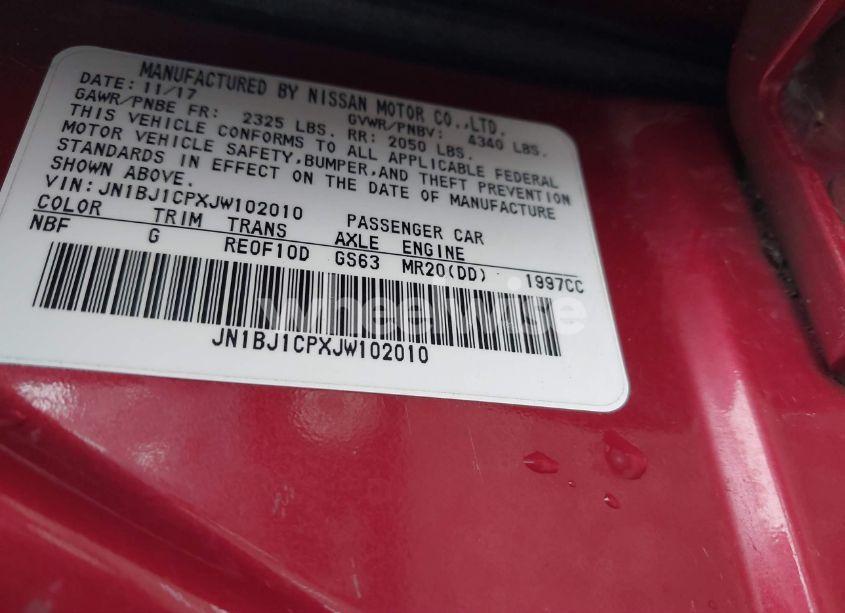 MANUFACTURED BY NISSAN MOTOR CO.,LTD.
DATE: 11/17 GVWR/PNBV: 4340 LBS.
GAWR/PNBE FR: 2325 LBS. RR: 2050 LBS.
THIS VEHICLE CONFORMS TO ALL APPLICABLE FEDERAL
MOTOR VEHICLE SAFETY,BUMPER,AND THEFT PREVENTION
STANDARDS IN EFFECT ON THE DATE OF MANUFACTURE
SHOWN ABOVE.
VIN: JN1BJ1CPXJW102010 PASSENGER CAR
COLOR TRIM TRANS AXLE ENGINE
NBF G RE0F10D GS63 MR20(DD) 1997CC
wheelwise
JN1BJ1CPXJW102010